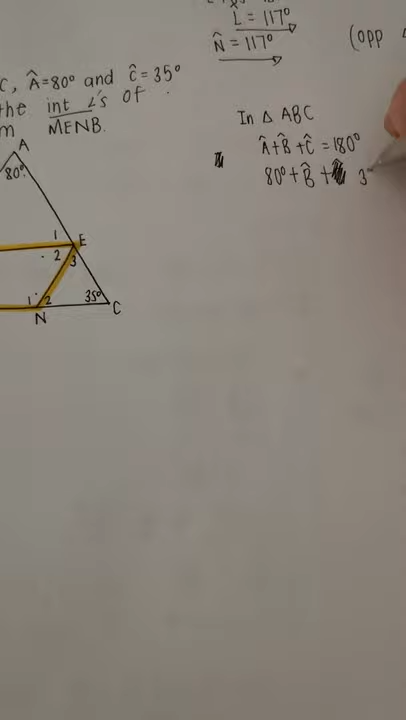 L̂ = 117°
N̂ = 117°
(opp
C, Â=80° and ĉ=35°
the int ∠'s of
m MENB.
In △ ABC
Â+B̂+Ĉ=180°
80°+B̂+ 3
A
80°
1 E
2
3
1 2
35°
N
C